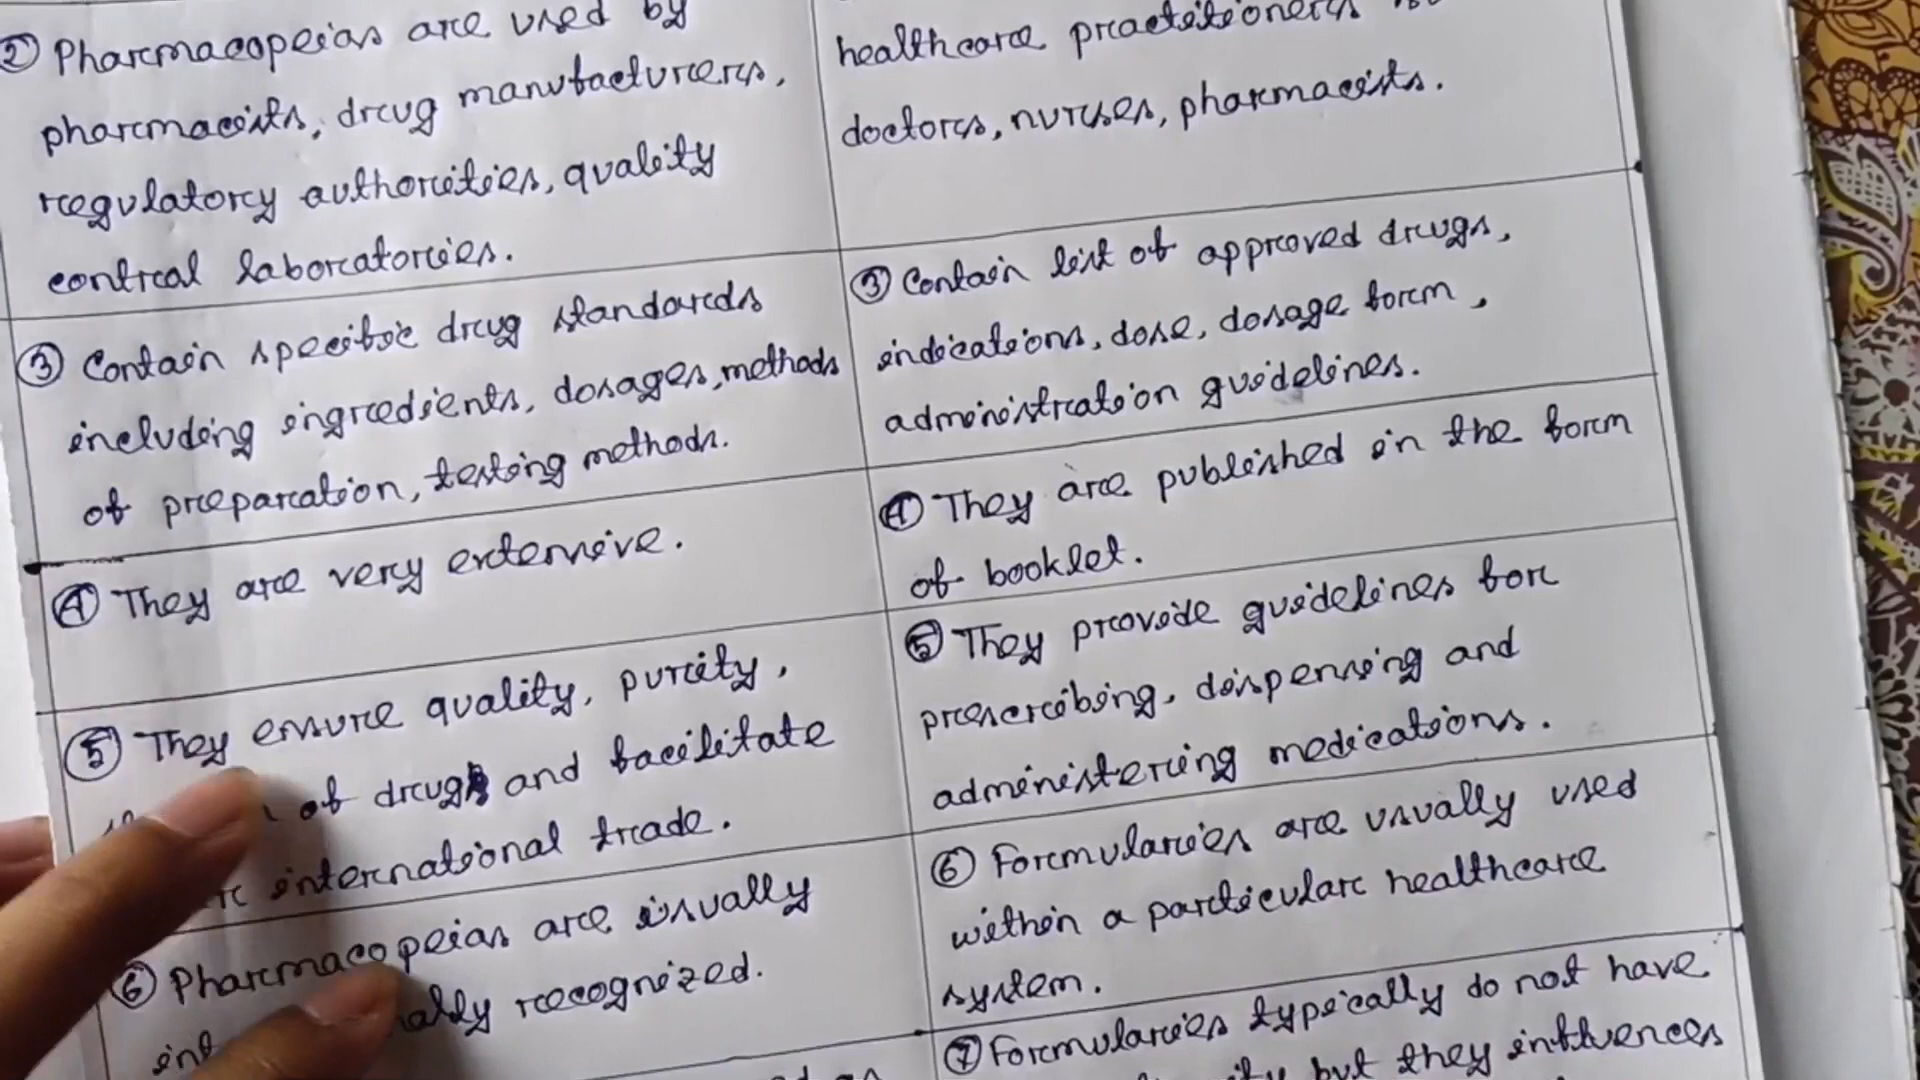 ② Pharmacopeias are used by
pharmacists, drug manufacturers,
regulatory authorities, quality
control laboratories.
③ Contain specific drug standards
including ingredients, dosages, methods
of preparation, testing methods.
④ They are very extensive.
⑤ They ensure quality, purity,
of drugs and facilitate
international trade.
⑥ Pharmacopeias are usually
recognized.
healthcare practitioners
doctors, nurses, pharmacists.
③ Contain list of approved drugs,
indications, dose, dosage form,
administration guidelines.
④ They are published in the form
of booklet.
⑤ They provide guidelines for
prescribing, dispensing and
administering medications.
⑥ Formularies are usually used
within a particular healthcare
system.
⑦ Formularies typically do not have
but they influences